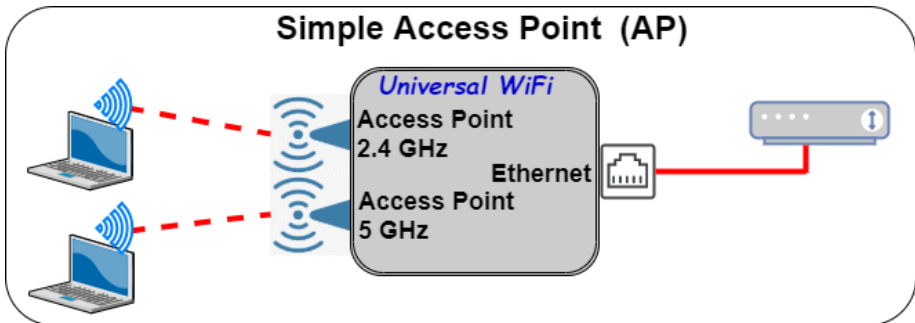 Simple Access Point (AP)
Universal WiFi
Access Point
2.4 GHz
Ethernet
Access Point
5 GHz